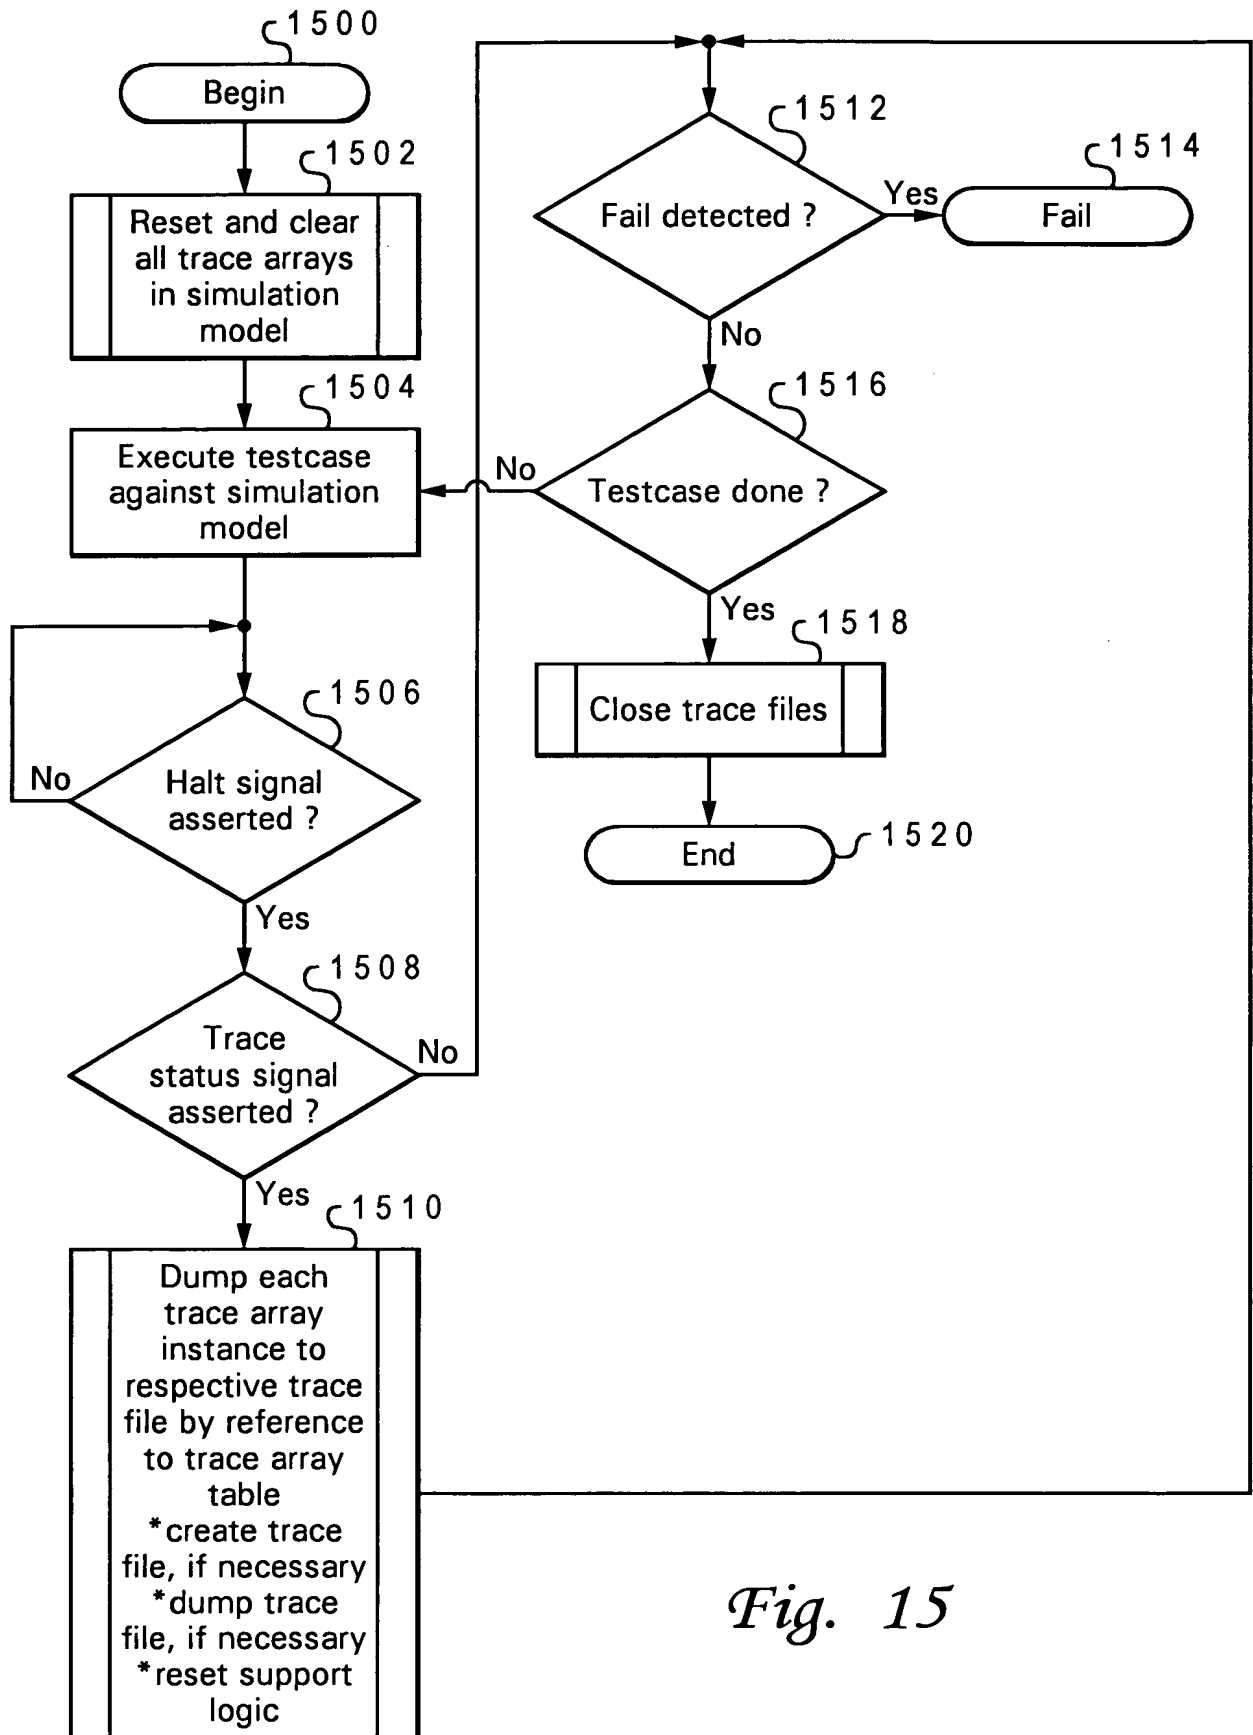 1500
Begin
1502
Reset and clear
all trace arrays
in simulation
model
1504
Execute testcase
against simulation
model
1506
No
Halt signal
asserted ?
Yes
1508
Trace
status signal
asserted ?
No
Yes
1510
Dump each
trace array
instance to
respective trace
file by reference
to trace array
table
*create trace
file, if necessary
*dump trace
file, if necessary
*reset support
logic
1512
Fail detected ?
Yes
1514
Fail
No
1516
No
Testcase done ?
Yes
1518
Close trace files
End
1520
Fig. 15